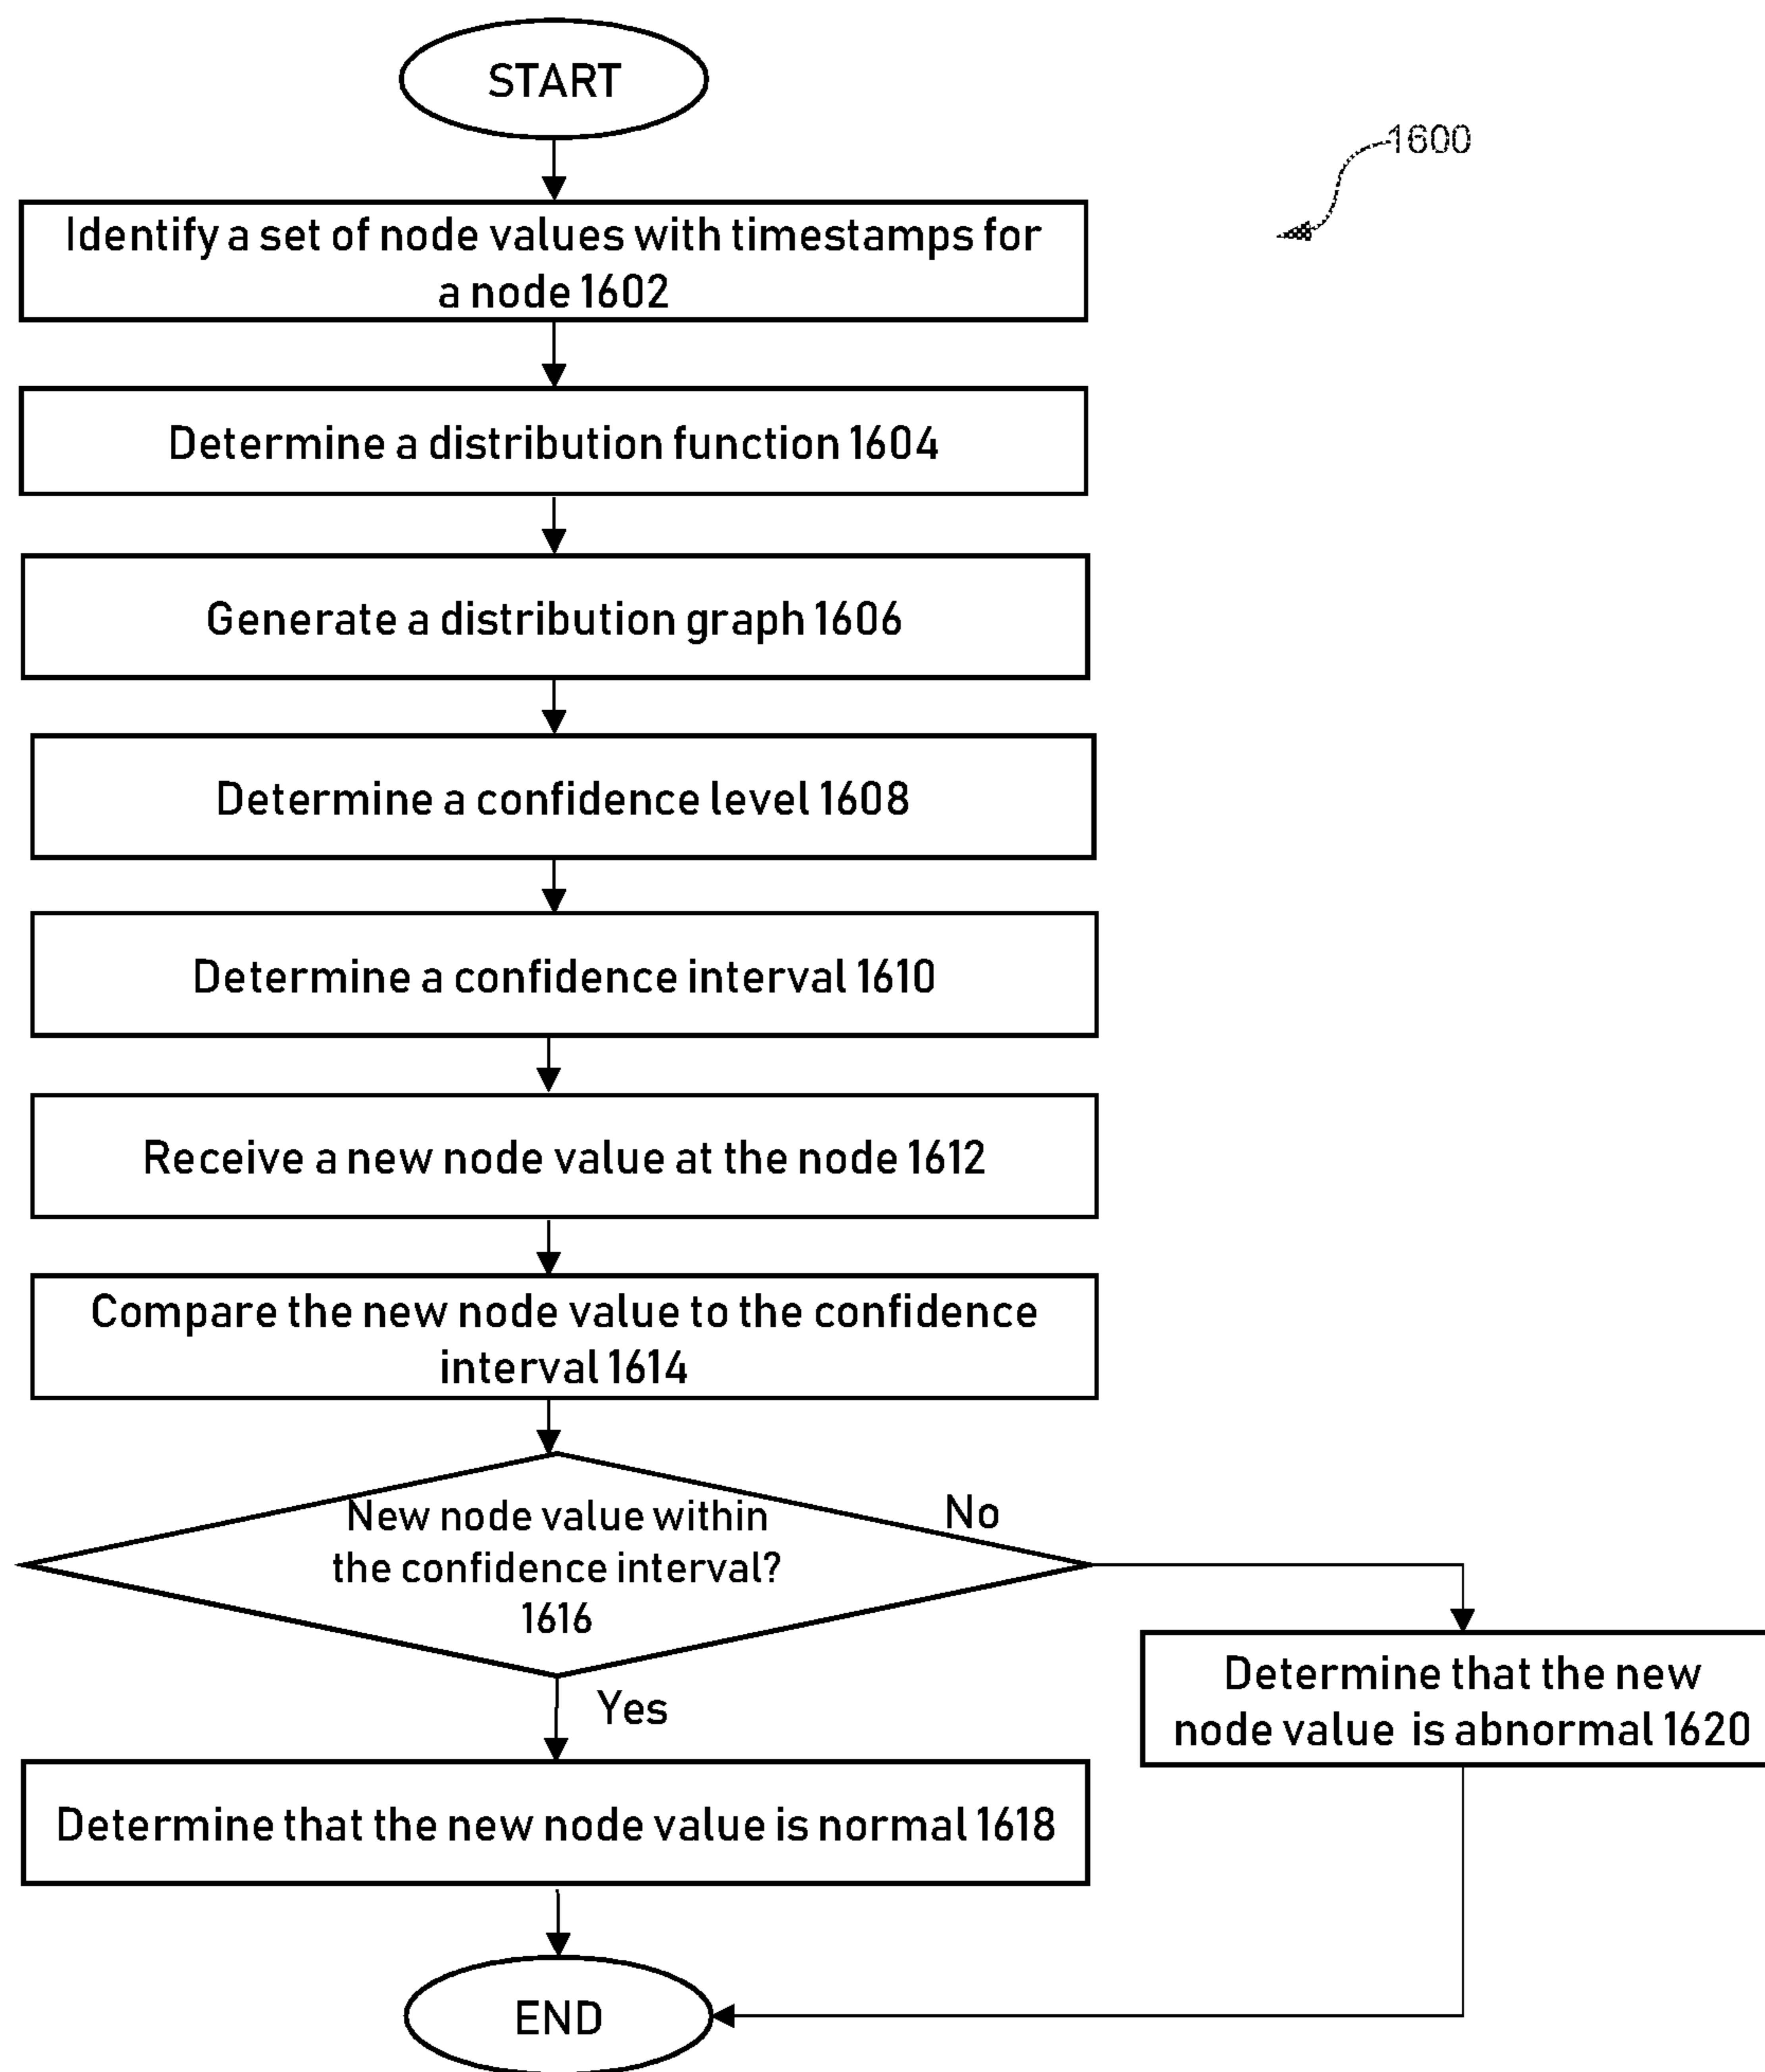 START
1600
Identify a set of node values with timestamps for
a node 1602
Determine a distribution function 1604
Generate a distribution graph 1606
Determine a confidence level 1608
Determine a confidence interval 1610
Receive a new node value at the node 1612
Compare the new node value to the confidence
interval 1614
New node value within
the confidence interval?
1616
No
Yes
Determine that the new
node value is abnormal 1620
Determine that the new node value is normal 1618
END